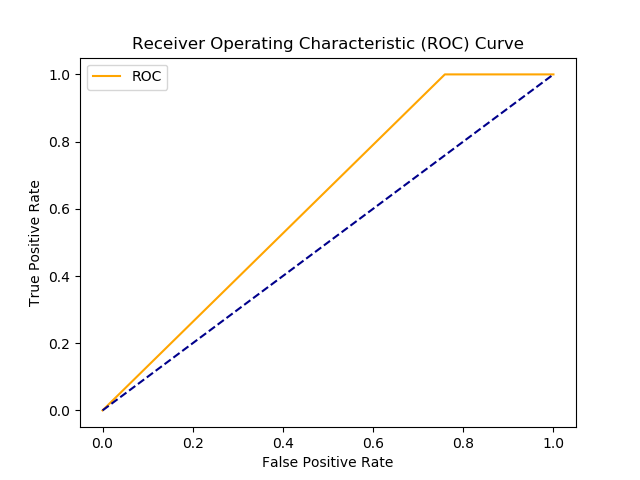 Receiver Operating Characteristic (ROC) Curve
ROC
1.0
0.8
0.6
0.4
0.2
0.0
True Positive Rate
0.0 0.2 0.4 0.6 0.8 1.0
False Positive Rate